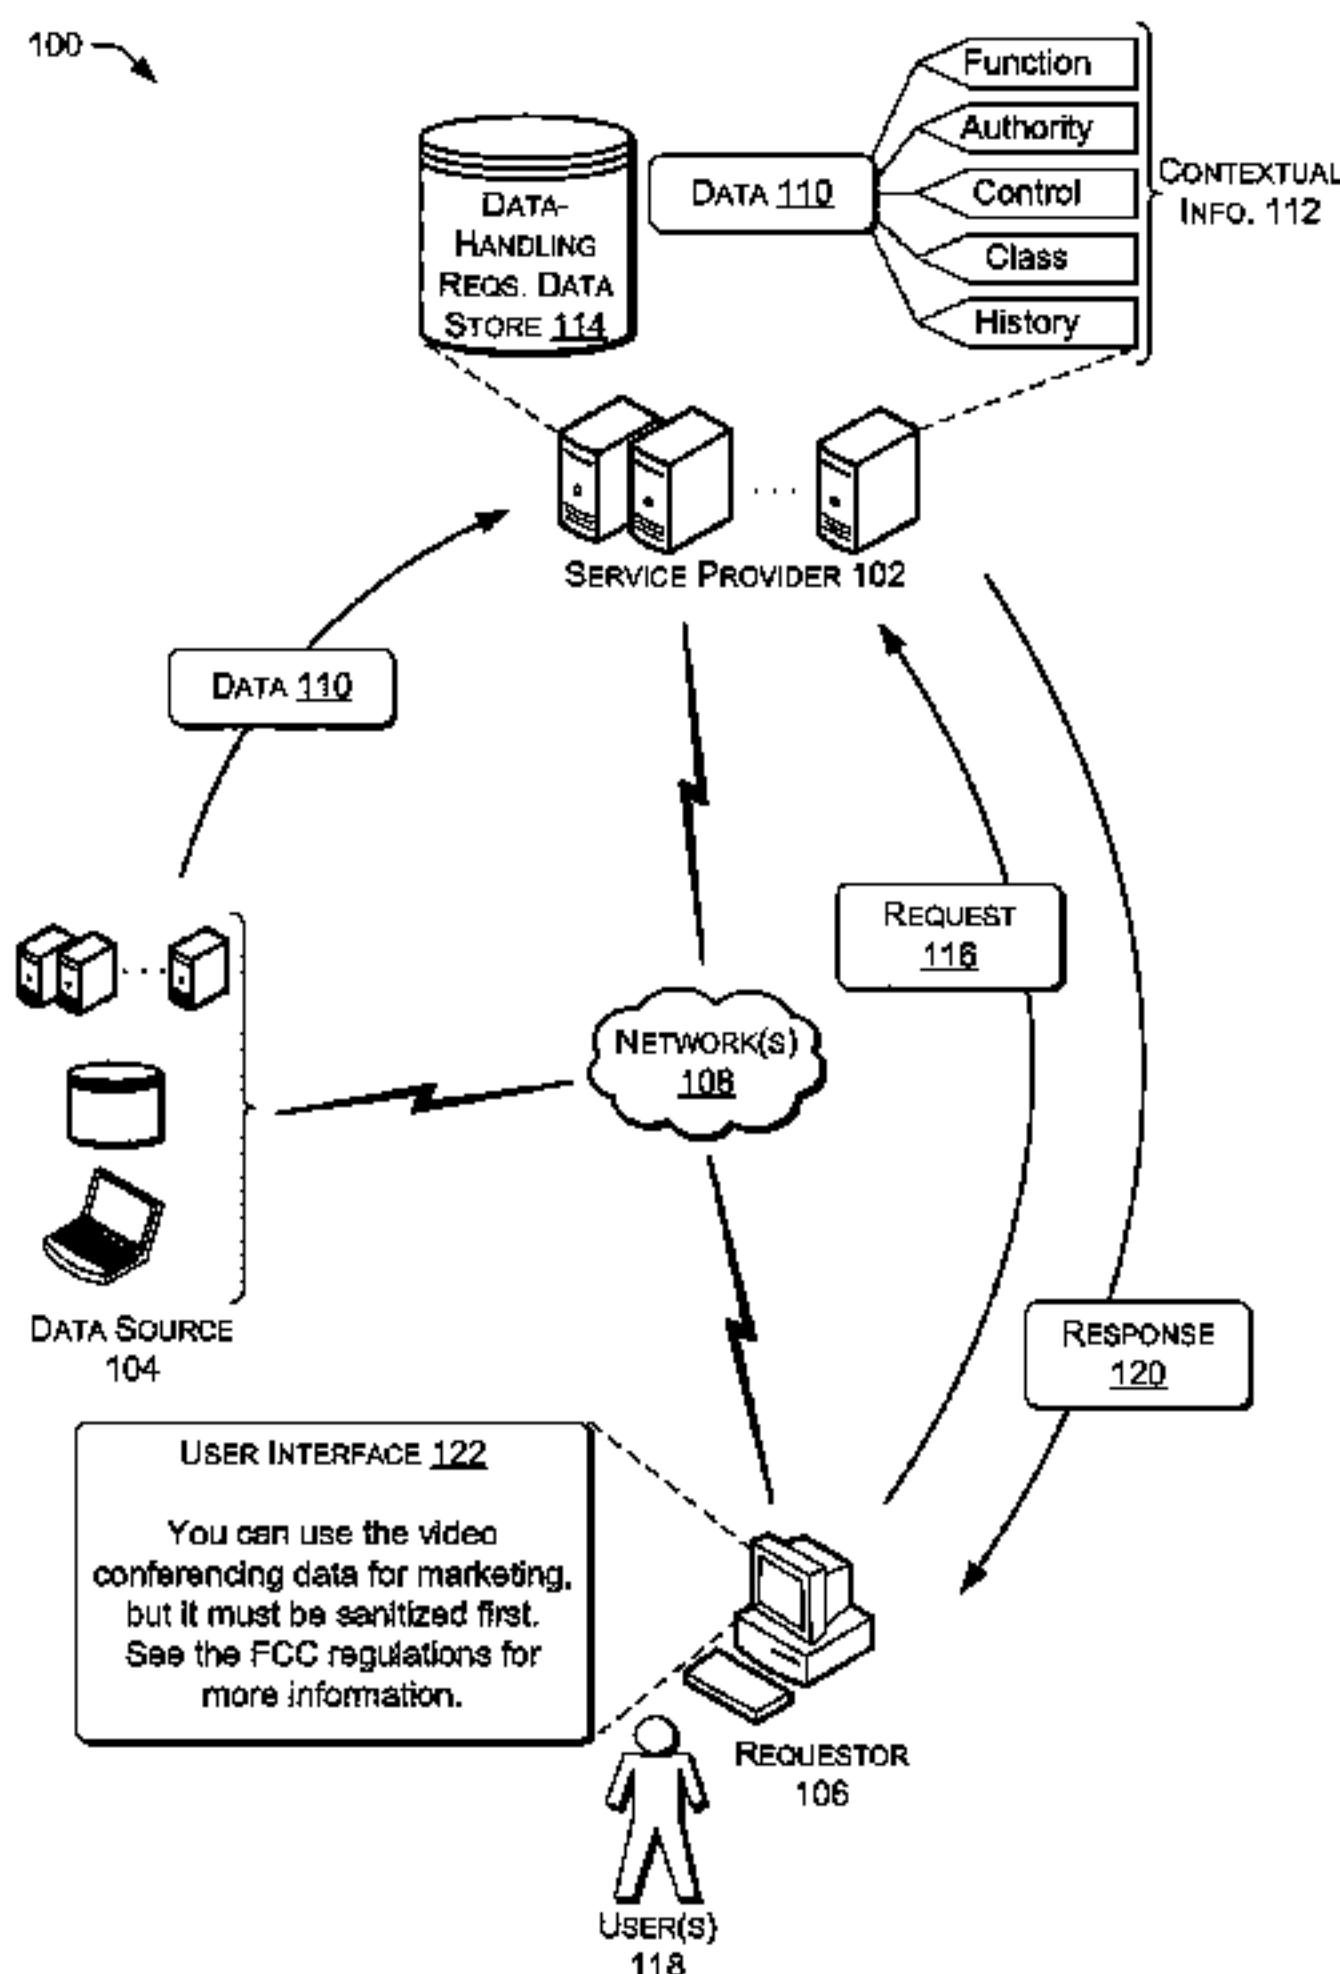 100
Function
Authority
Control
Class
History
CONTEXTUAL
INFO. 112
DATA 110
DATA-
HANDLING
REQS. DATA
STORE 114
SERVICE PROVIDER 102
DATA 110
REQUEST
116
NETWORK(S)
108
DATA SOURCE
104
RESPONSE
120
USER INTERFACE 122
You can use the video
conferencing data for marketing,
but it must be sanitized first.
See the FCC regulations for
more information.
REQUESTOR
106
USER(S)
118